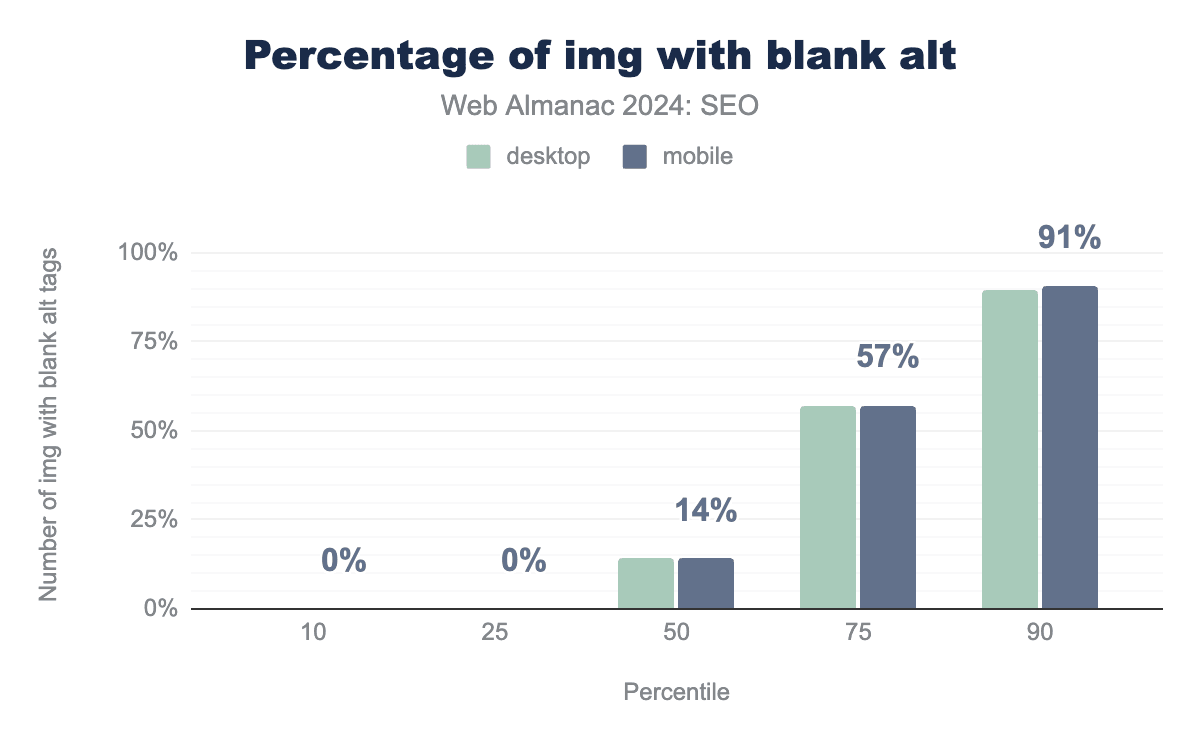 Percentage of img with blank alt
Web Almanac 2024: SEO
desktop mobile
Number of img with blank alt tags
100%
75%
50%
25%
0%
0%
0%
14%
57%
91%
10 25 50 75 90
Percentile